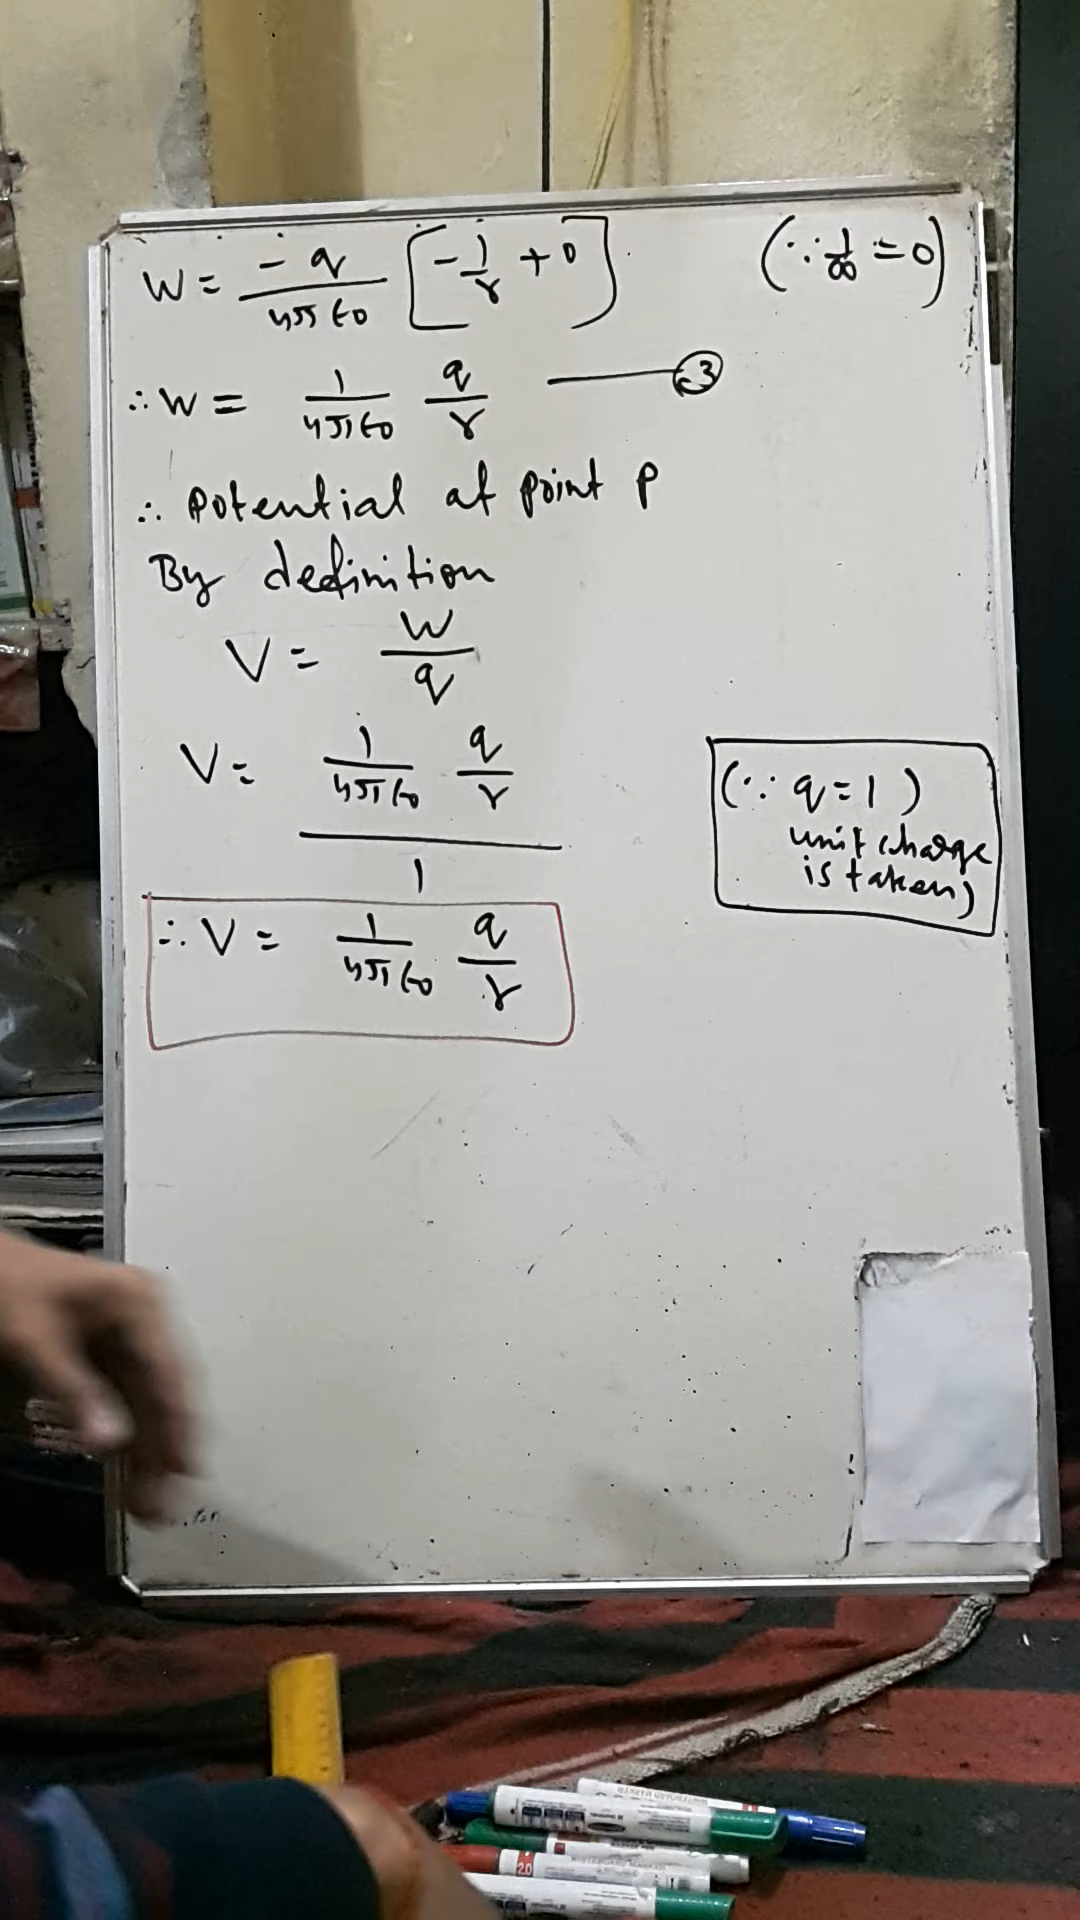 W = -q/4πε0 [-1/r + 0] (∵ 1/∞ = 0)
∴ W = 1/4πε0 q/r —— 3
∴ Potential at point P
By definition
V = W/q
V = 1/4πε0 q/r / 1
(∵ q = 1)
unit charge
is taken)
∴ V = 1/4πε0 q/r